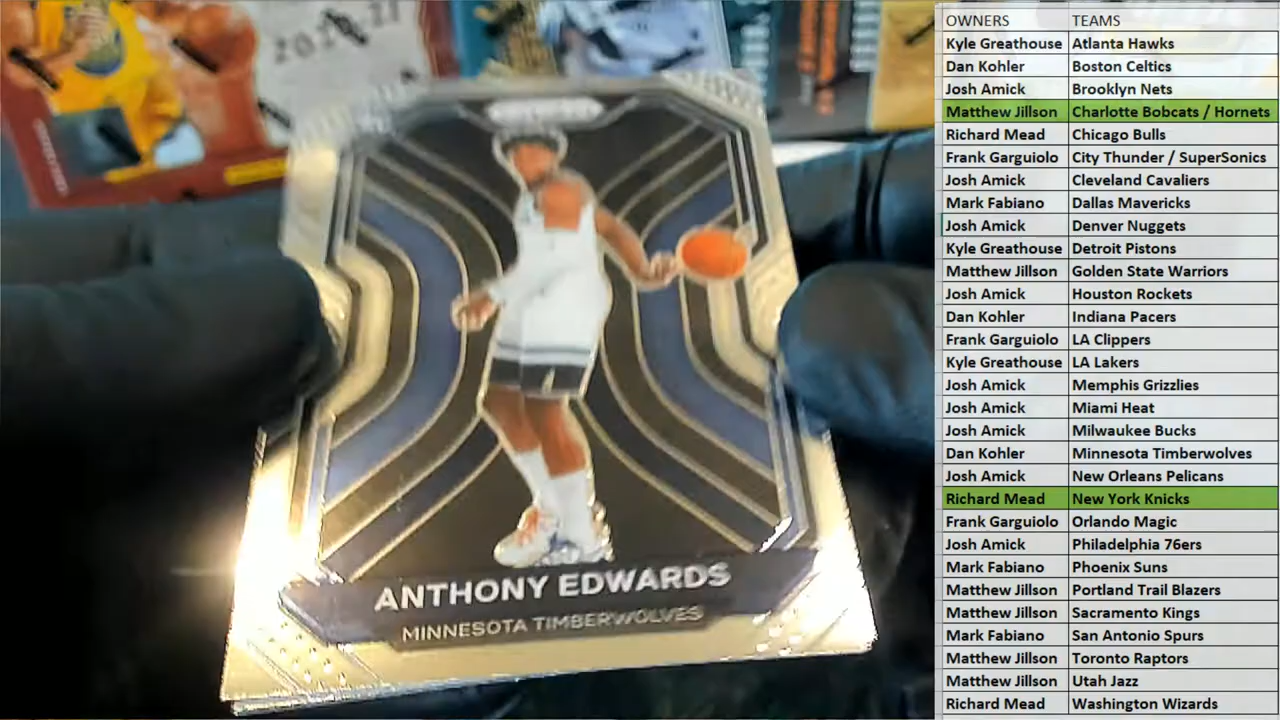 ANTHONY EDWARDS
MINNESOTA TIMBERWOLVES
OWNERS TEAMS
Kyle Greathouse Atlanta Hawks
Dan Kohler Boston Celtics
Josh Amick Brooklyn Nets
Matthew Jillson Charlotte Bobcats / Hornets
Richard Mead Chicago Bulls
Frank Garguiolo City Thunder / SuperSonics
Josh Amick Cleveland Cavaliers
Mark Fabiano Dallas Mavericks
Josh Amick Denver Nuggets
Kyle Greathouse Detroit Pistons
Matthew Jillson Golden State Warriors
Josh Amick Houston Rockets
Dan Kohler Indiana Pacers
Frank Garguiolo LA Clippers
Kyle Greathouse LA Lakers
Josh Amick Memphis Grizzlies
Josh Amick Miami Heat
Josh Amick Milwaukee Bucks
Dan Kohler Minnesota Timberwolves
Josh Amick New Orleans Pelicans
Richard Mead New York Knicks
Frank Garguiolo Orlando Magic
Josh Amick Philadelphia 76ers
Mark Fabiano Phoenix Suns
Matthew Jillson Portland Trail Blazers
Matthew Jillson Sacramento Kings
Mark Fabiano San Antonio Spurs
Matthew Jillson Toronto Raptors
Matthew Jillson Utah Jazz
Richard Mead Washington Wizards